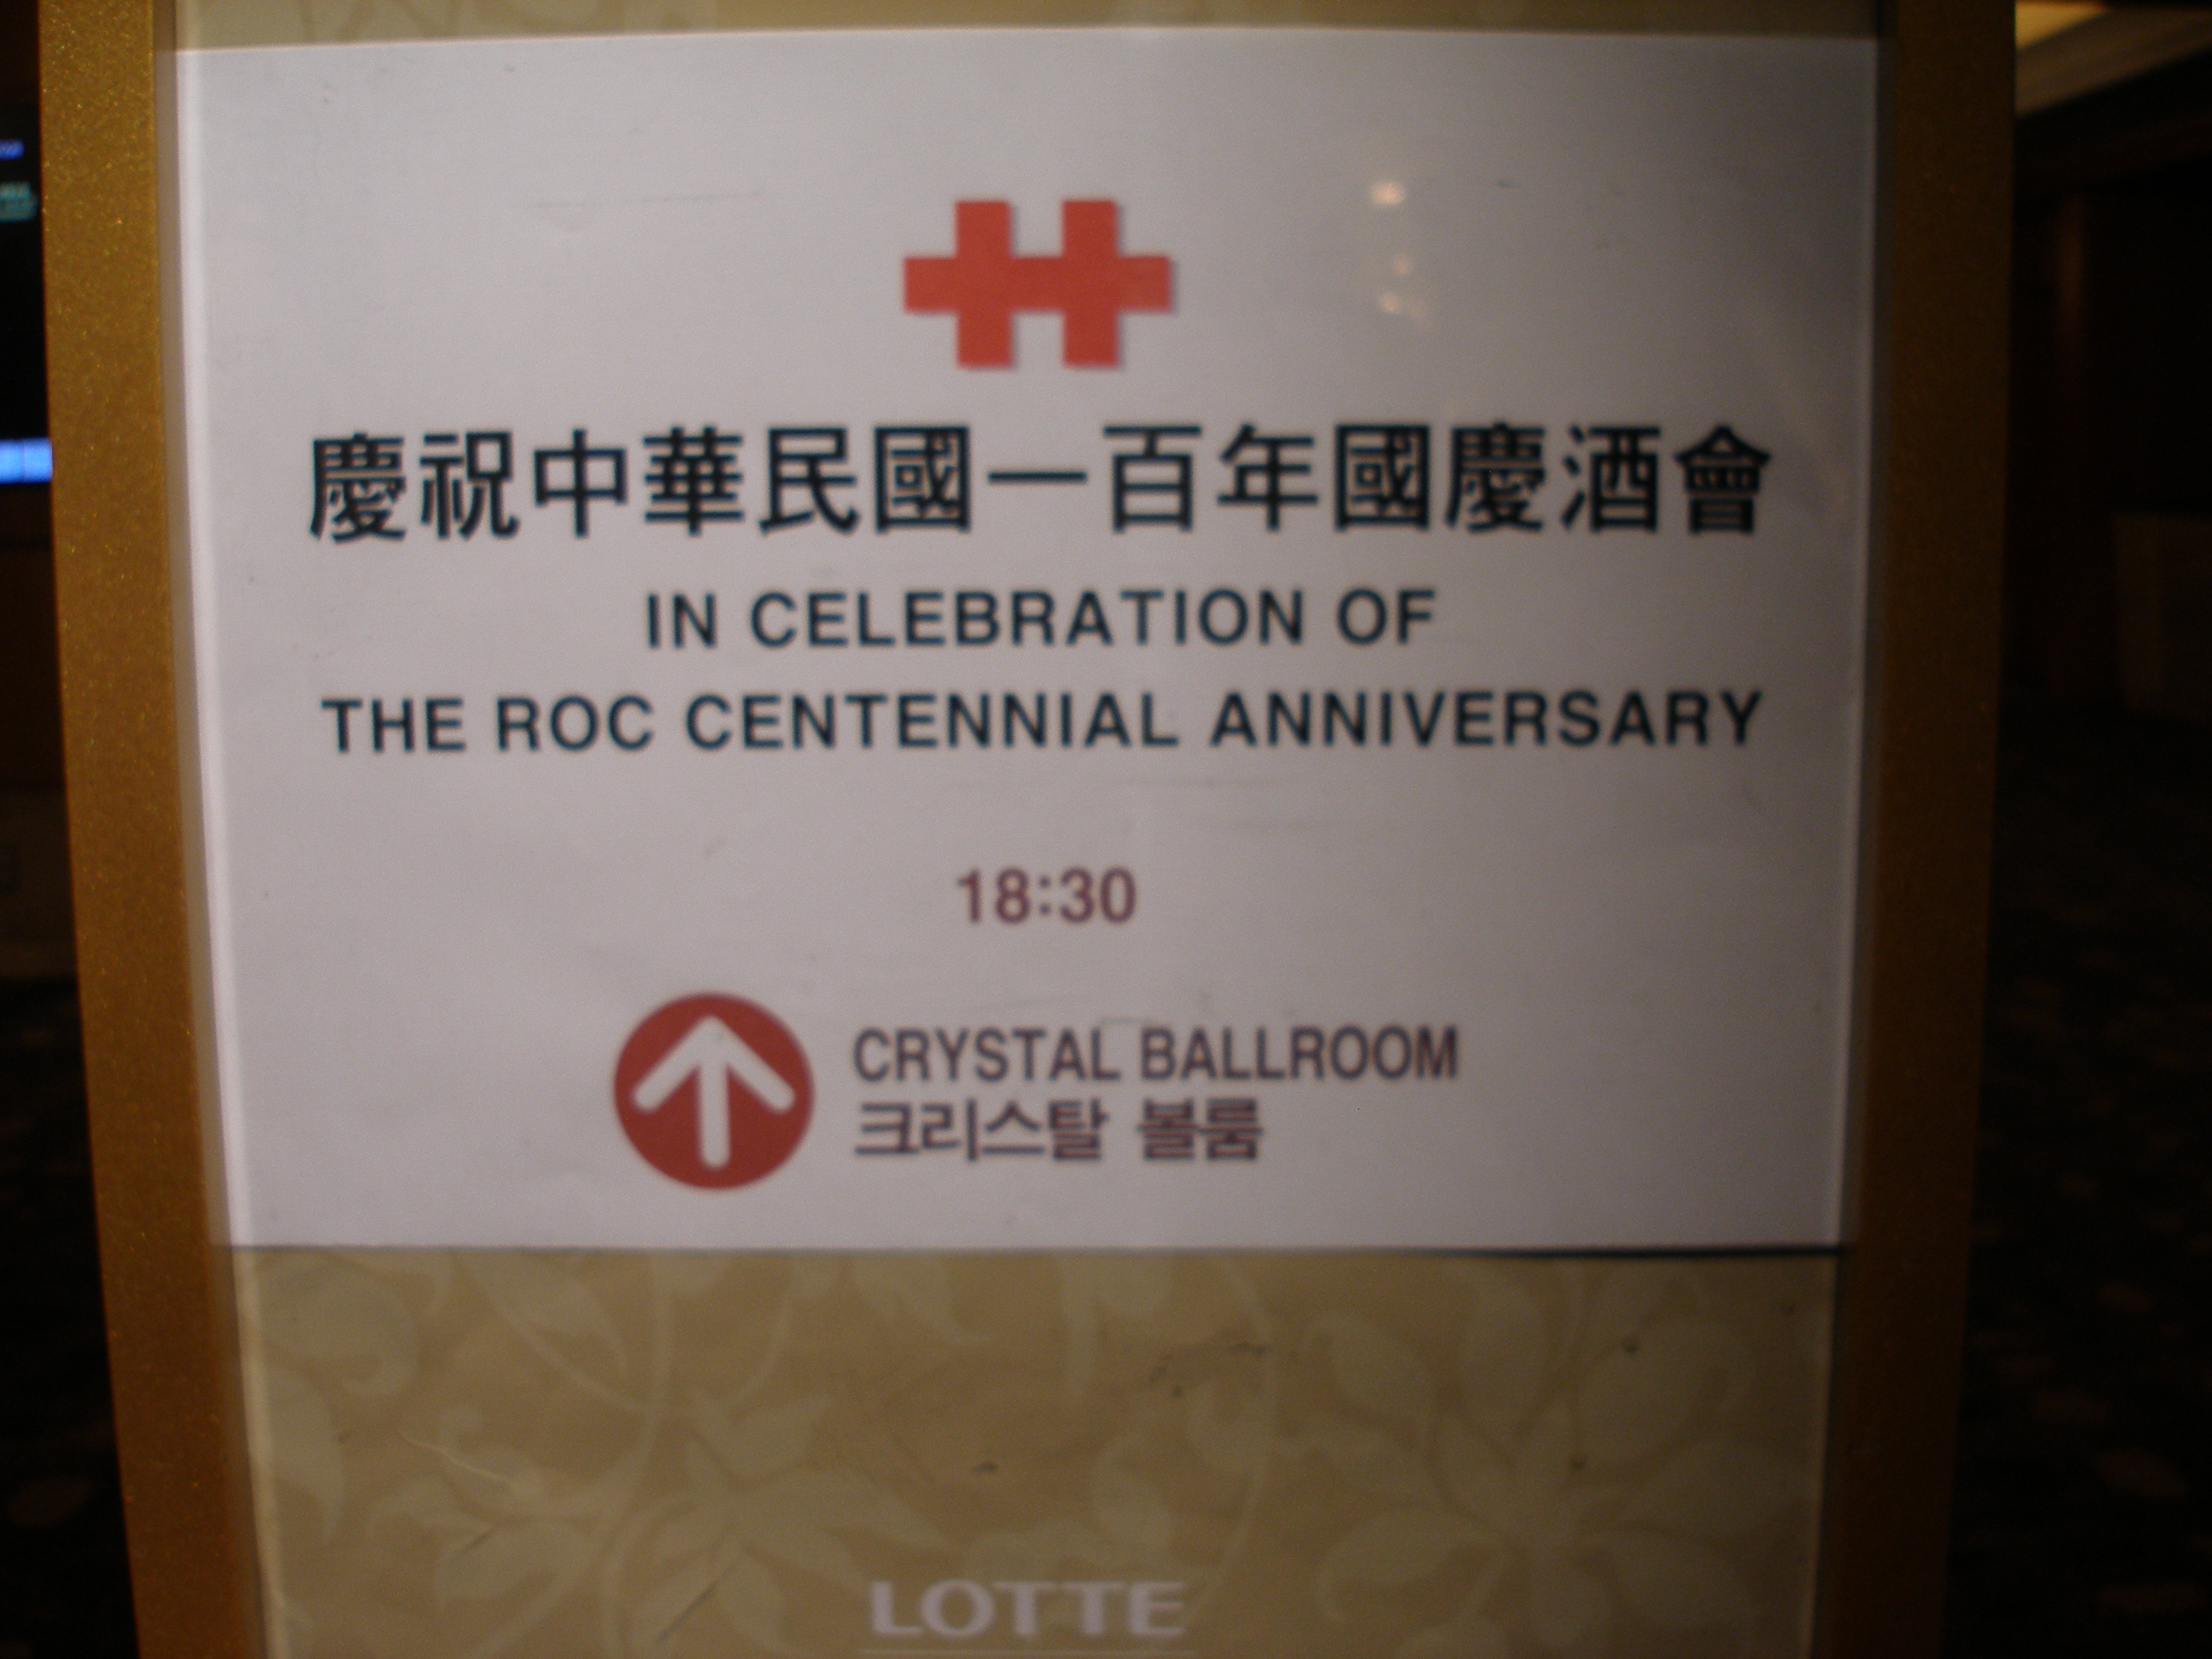 慶祝中華民國一百年國慶酒會
IN CELEBRATION OF
THE ROC CENTENNIAL ANNIVERSARY
18:30
CRYSTAL BALLROOM
크리스탈 볼룸
LOTTE